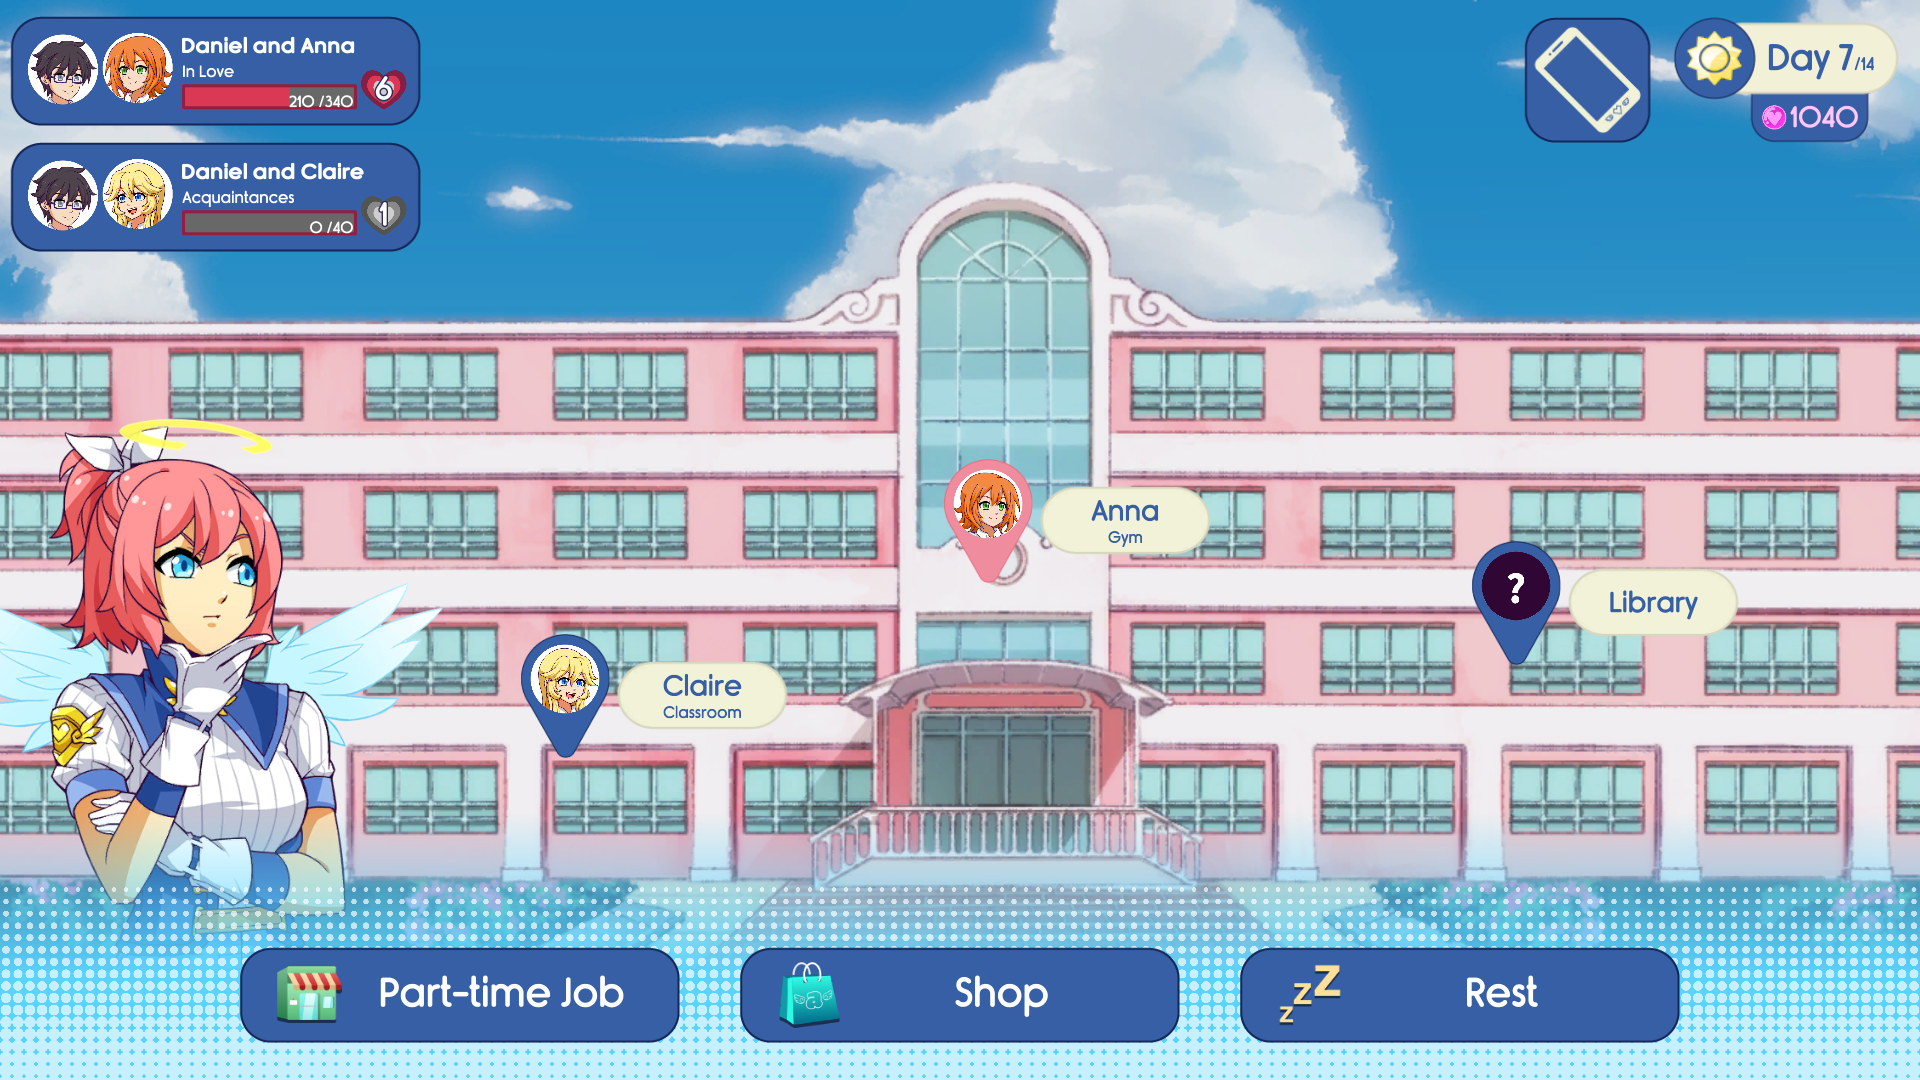 Daniel and Anna
In Love
210 /340
6
Daniel and Claire
Acquaintances
0 /40
1
Day 7/14
1040
Anna
Gym
?
Library
Claire
Classroom
Part-time Job
a
Shop
z z Z
Rest